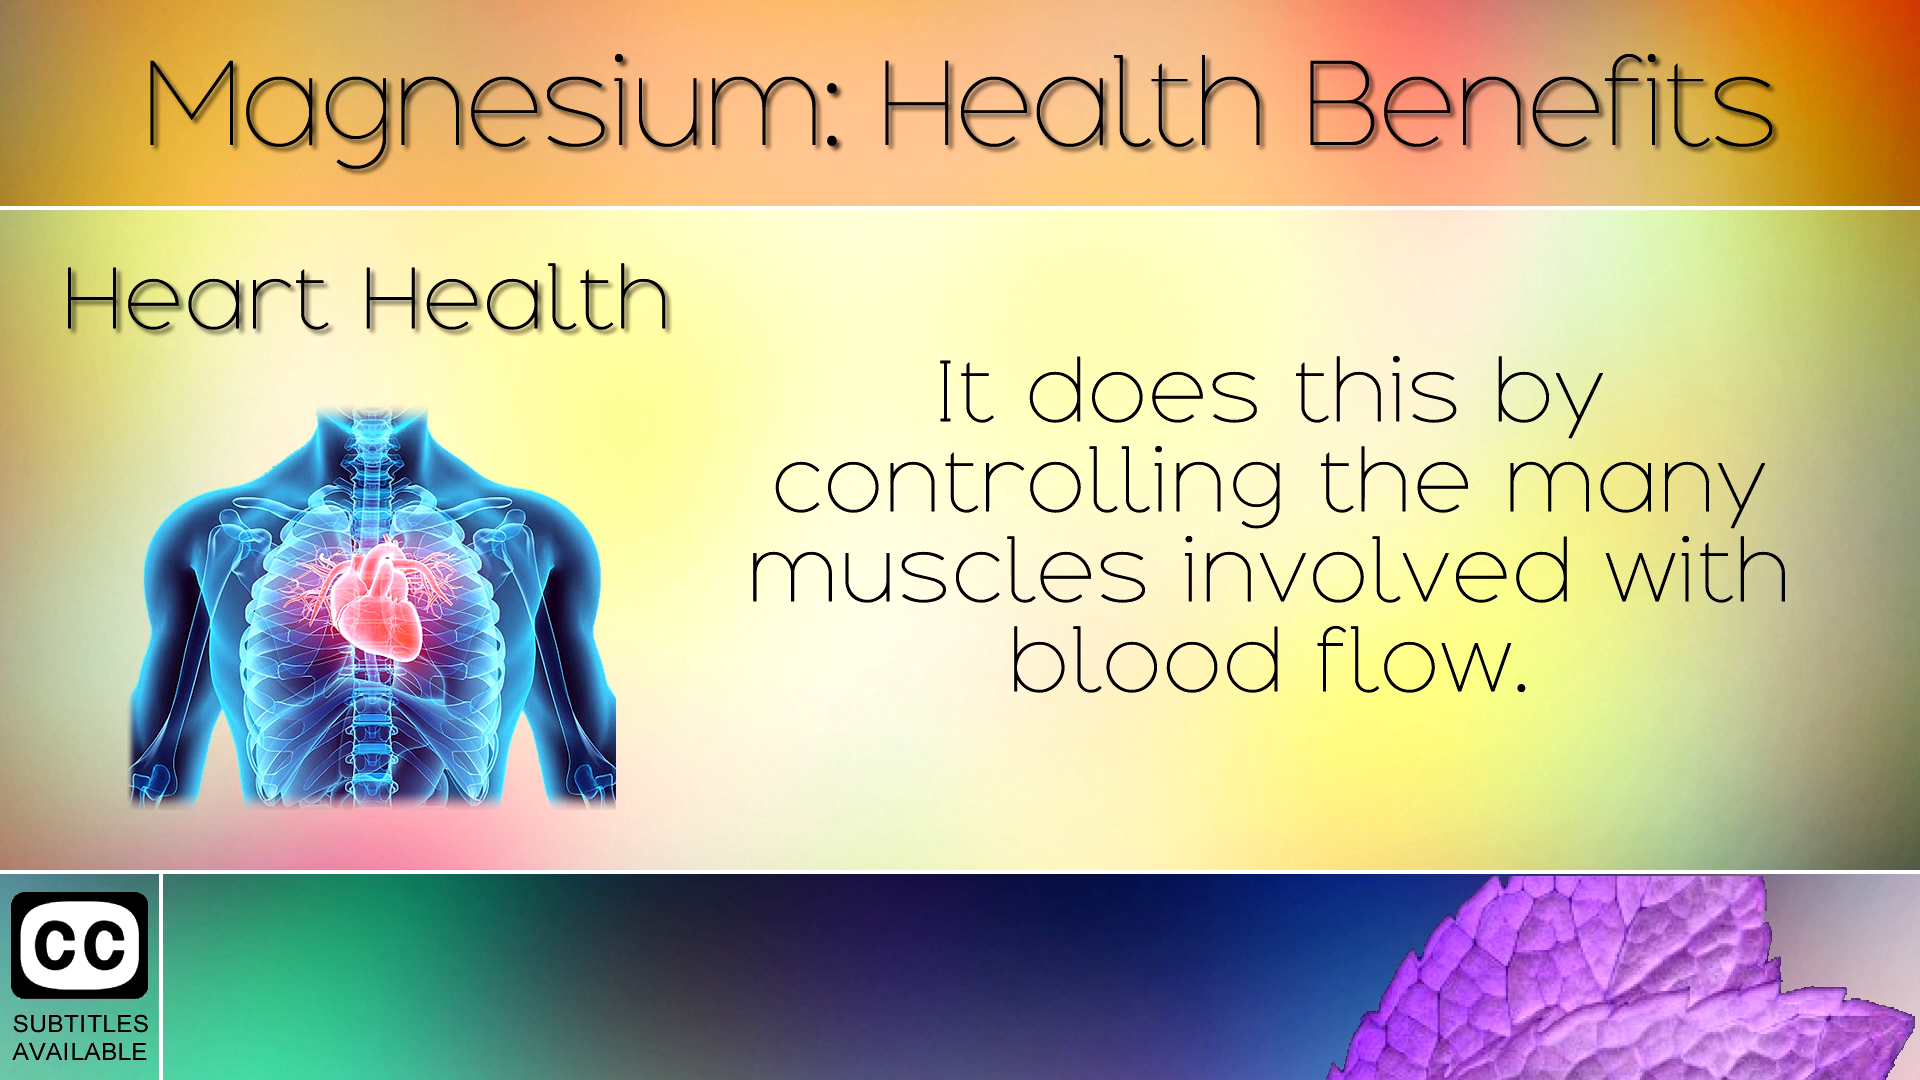 Magnesium: Health Benefits
Heart Health
It does this by
controlling the many
muscles involved with
blood flow.
CC
SUBTITLES
AVAILABLE